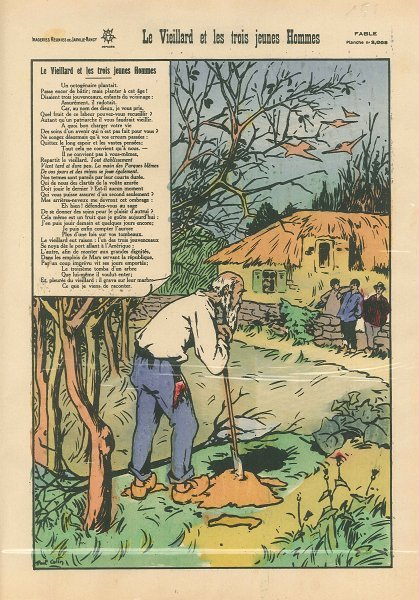 IMAGERIES RÉUNIES DE JARVILLE-NANCY
Le Vieillard et les trois jeunes Hommes
FABLE
Planche no 2,068
Le Vieillard et les trois jeunes Hommes
Un octogénaire plantait.
Passe encor de bâtir; mais planter à cet âge!
Disaient trois jouvenceaux, enfants du voisinage:
Assurément, il radotait.
Car, au nom des dieux, je vous prie,
Quel fruit de ce labeur pouvez-vous recueillir?
Autant qu'un patriarche il vous faudrait vieillir.
A quoi bon charger votre vie
Des soins d'un avenir qui n'est pas fait pour vous?
Ne songez désormais qu'à vos erreurs passées:
Quittez le long espoir et les vastes pensées;
Tout cela ne convient qu'à nous. —
Il ne convient pas à vous-mêmes,
Repartit le vieillard. Tout établissement
Vient tard et dure peu. La main des Parques blêmes
De vos jours et des miens se joue également.
Nos termes sont pareils par leur courte durée.
Qui de nous des clartés de la voûte azurée
Doit jouir le dernier? Est-il aucun moment
Qui vous puisse assurer d'un second seulement?
Mes arrière-neveux me devront cet ombrage:
Eh bien! défendez-vous au sage
De se donner des soins pour le plaisir d'autrui?
Cela même est un fruit que je goûte aujourd'hui:
J'en puis jouir demain et quelques jours encore;
Je puis enfin compter l'aurore
Plus d'une fois sur vos tombeaux.
Le vieillard eut raison: l'un des trois jouvenceaux
Se noya dès le port allant à l'Amérique;
L'autre, afin de monter aux grandes dignités,
Dans les emplois de Mars servant la république,
Par un coup imprévu vit ses jours emportés;
Le troisième tomba d'un arbre
Que lui-même il voulut enter;
Et, pleurés du vieillard, il grava sur leur marbre
Ce que je viens de raconter.
Paul Colin